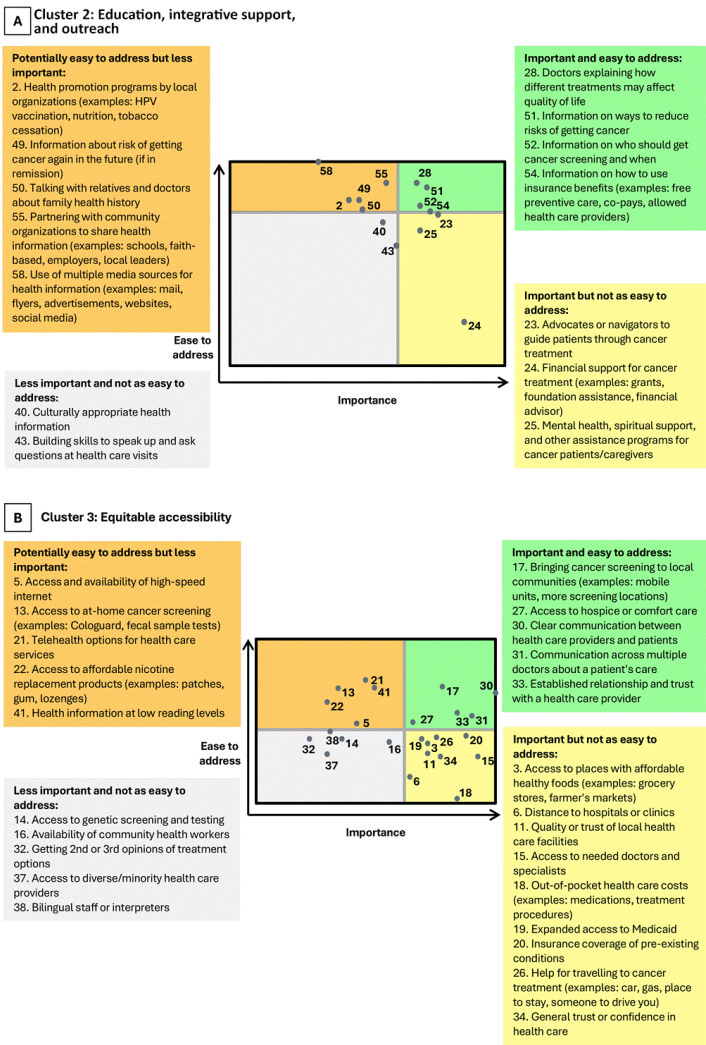 A
Cluster 2: Education, integrative support,
and outreach
Potentially easy to address but less
important:
2. Health promotion programs by local
organizations (examples: HPV
vaccination, nutrition, tobacco
cessation)
49. Information about risk of getting
cancer again in the future (if in
remission)
50. Talking with relatives and doctors
about family health history
55. Partnering with community
organizations to share health
information (examples: schools, faith-
based, employers, local leaders)
58. Use of multiple media sources for
health information (examples: mail,
flyers, advertisements, websites,
social media)
Less important and not as easy to
address:
40. Culturally appropriate health
information
43. Building skills to speak up and ask
questions at health care visits
58
55
28
49
51
2
50
52
54
40
23
25
43
24
Ease to
address
Importance
Important and easy to address:
28. Doctors explaining how
different treatments may affect
quality of life
51. Information on ways to reduce
risks of getting cancer
52. Information on who should get
cancer screening and when
54. Information on how to use
insurance benefits (examples: free
preventive care, co-pays, allowed
health care providers)
Important but not as easy to
address:
23. Advocates or navigators to
guide patients through cancer
treatment
24. Financial support for cancer
treatment (examples: grants,
foundation assistance, financial
advisor)
25. Mental health, spiritual support,
and other assistance programs for
cancer patients/caregivers
B
Cluster 3: Equitable accessibility
Potentially easy to address but less
important:
5. Access and availability of high-speed
internet
13. Access to at-home cancer screening
(examples: Cologuard, fecal sample tests)
21. Telehealth options for health care
services
22. Access to affordable nicotine
replacement products (examples: patches,
gum, lozenges)
41. Health information at low reading levels
Less important and not as easy to
address:
14. Access to genetic screening and testing
16. Availability of community health workers
32. Getting 2nd or 3rd opinions of treatment
options
37. Access to diverse/minority health care
providers
38. Bilingual staff or interpreters
21
13
41
17
30
22
5
27
33
31
38
32
14
16
19
3
26
20
37
11
34
15
6
18
Ease to
address
Importance
Important and easy to address:
17. Bringing cancer screening to local
communities (examples: mobile
units, more screening locations)
27. Access to hospice or comfort care
30. Clear communication between
health care providers and patients
31. Communication across multiple
doctors about a patient's care
33. Established relationship and trust
with a health care provider
Important but not as easy to
address:
3. Access to places with affordable
healthy foods (examples: grocery
stores, farmer's markets)
6. Distance to hospitals or clinics
11. Quality or trust of local health
care facilities
15. Access to needed doctors and
specialists
18. Out-of-pocket health care costs
(examples: medications, treatment
procedures)
19. Expanded access to Medicaid
20. Insurance coverage of pre-existing
conditions
26. Help for travelling to cancer
treatment (examples: car, gas, place
to stay, someone to drive you)
34. General trust or confidence in
health care